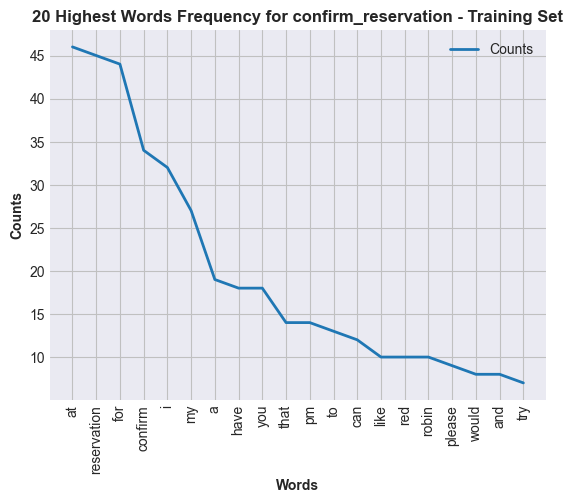 20 Highest Words Frequency for confirm_reservation - Training Set
Counts
45
40
35
30
25
20
15
10
Counts
at
reservation
for
confirm
i
my
a
have
you
that
pm
to
can
like
red
robin
please
would
and
try
Words